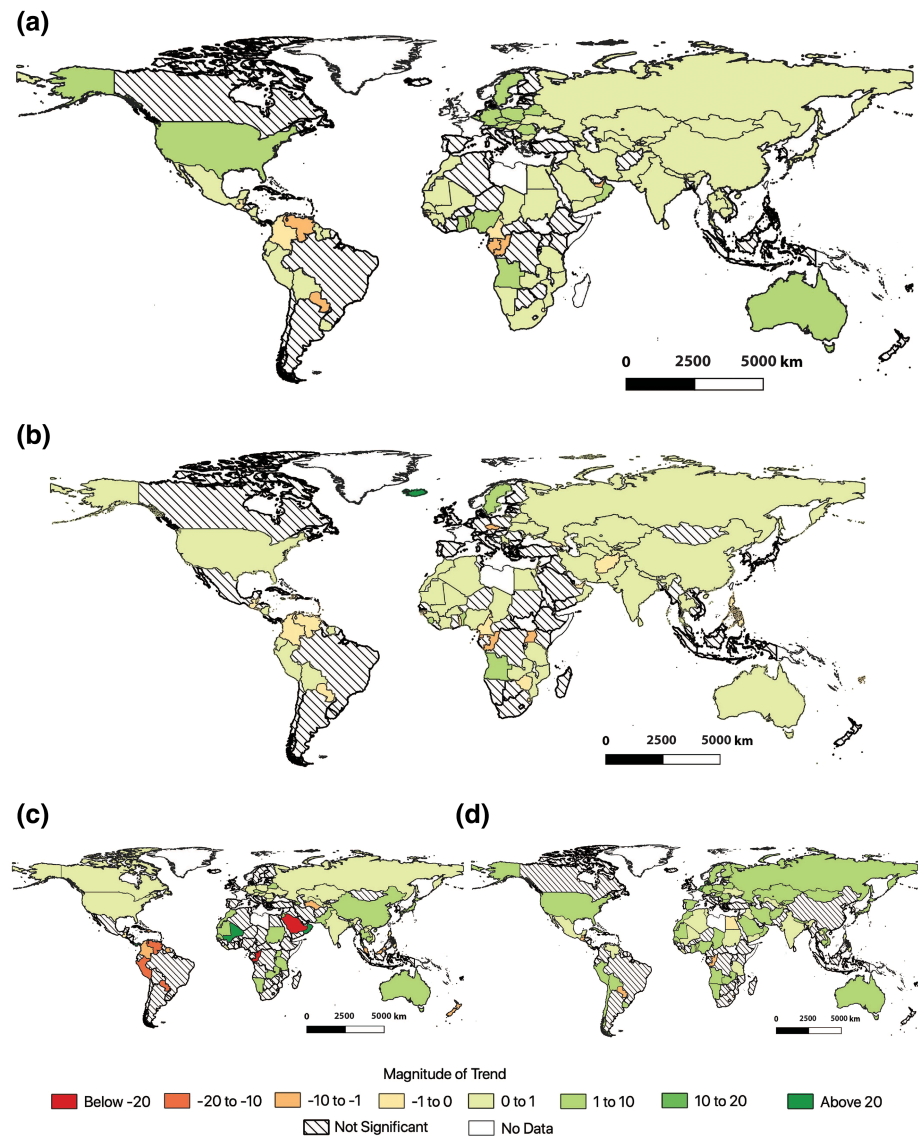 (a)
0 2500 5000 km
(b)
0 2500 5000 km
(c)
(d)
0 2500 5000 km
0 2500 5000 km
Magnitude of Trend
Below -20 -20 to -10 -10 to -1 -1 to 0 0 to 1 1 to 10 10 to 20 Above 20
Not Significant No Data